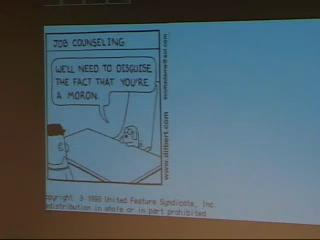 JOB COUNSELING
WE'LL NEED TO DISGUISE
THE FACT THAT YOU'RE
A MORON.
www.dilbert.com
1998 United Feature Syndicate, Inc.
redistribution in whole or in part prohibited